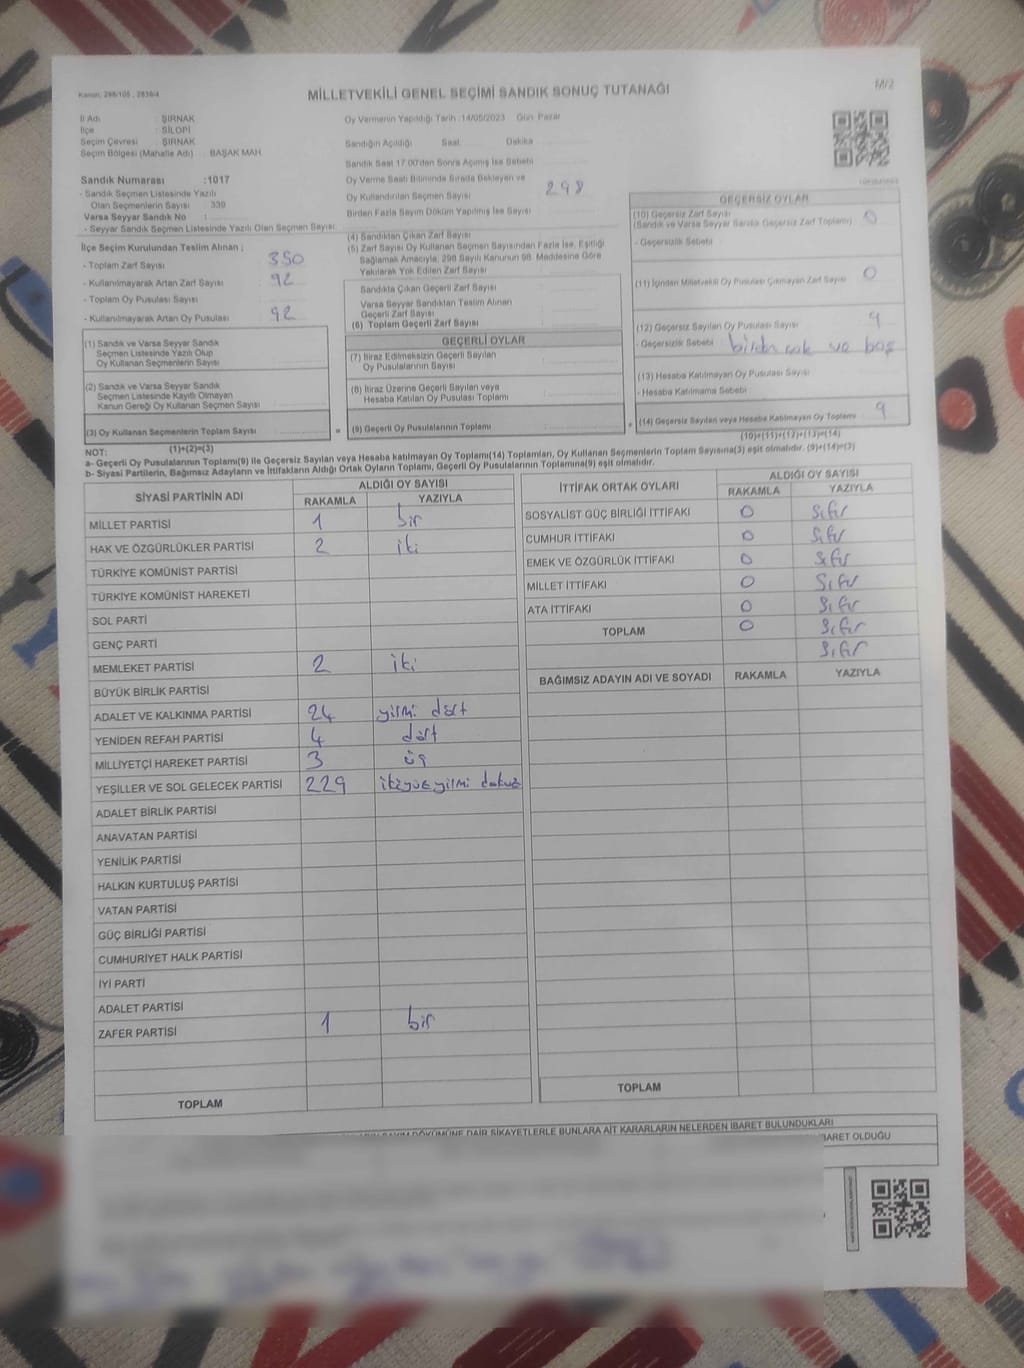 Kanun, 298/105 , 2839/4
M/2
MİLLETVEKİLİ GENEL SEÇİMİ SANDIK SONUÇ TUTANAĞI
İl Adı : ŞIRNAK
İlçe : SİLOPİ
Seçim Çevresi : ŞIRNAK
Seçim Bölgesi (Mahalle Adı) : BAŞAK MAH.
Sandık Numarası :1017
- Sandık Seçmen Listesinde Yazılı
Olan Seçmenlerin Sayısı : 339
Varsa Seyyar Sandık No :
- Seyyar Sandık Seçmen Listesinde Yazılı Olan Seçmen Sayısı
İlçe Seçim Kurulundan Teslim Alınan ;
- Toplam Zarf Sayısı : 350
- Kullanılmayarak Artan Zarf Sayısı : 92
- Toplam Oy Pusulası Sayısı :
- Kullanılmayarak Artan Oy Pusulası : 92
Oy Vermenin Yapıldığı Tarih :14/05/2023 Gün: Pazar
Sandığın Açıldığı Saat Dakika
Sandık Saat 17:00'den Sonra Açımış İse Sebebi
Oy Verme Saati Bitiminde Sırada Bekleyen ve
Oy Kullandırılan Seçmen Sayısı 298
Birden Fazla Sayım Döküm Yapılmış İse Sayısı
(4) Sandıktan Çıkan Zarf Sayısı
(5) Zarf Sayısı Oy Kullanan Seçmen Sayısından Fazla İse, Eşitliği
Sağlamak Amacıyla, 298 Sayılı Kanunun 98. Maddesine Göre
Yakılarak Yok Edilen Zarf Sayısı
Sandıkta Çıkan Geçerli Zarf Sayısı
Varsa Seyyar Sandıktan Teslim Alınan
Geçerli Zarf Sayısı
(6) Toplam Geçerli Zarf Sayısı
GEÇERSİZ OYLAR
(10) Geçersiz Zarf Sayısı
(Sandık ve Varsa Seyyar Sandık Geçersiz Zarf Toplamı) 0
- Geçersizlik Sebebi
(11) İçinden Milletvekili Oy Pusulası Çıkmayan Zarf Sayısı 0
(12) Geçersiz Sayılan Oy Pusulası Sayısı 9
- Geçersizlik Sebebi ve boş
(13) Hesaba Katılmayan Oy Pusulası Sayısı
- Hesaba Katılmama Sebebi
(14) Geçersiz Sayılan veya Hesaba Katılmayan Oy Toplamı 9
(10)+(11)+(12)+(13)=(14)
(1) Sandık ve Varsa Seyyar Sandık
Seçmen Listesinde Yazılı Olup
Oy Kullanan Seçmenlerin Sayısı
(2) Sandık ve Varsa Seyyar Sandık
Seçmen Listesinde Kayıtlı Olmayan
Kanun Gereği Oy Kullanan Seçmen Sayısı
(3) Oy Kullanan Seçmenlerin Toplam Sayısı
(1)+(2)=(3)
=
GEÇERLİ OYLAR
(7) İtiraz Edilmeksizin Geçerli Sayılan
Oy Pusulalarının Sayısı
(8) İtiraz Üzerine Geçerli Sayılan veya
Hesaba Katılan Oy Pusulası Toplamı
(9) Geçerli Oy Pusulalarının Toplamı
+
NOT:
a- Geçerli Oy Pusulalarının Toplamı(9) ile Geçersiz Sayılan veya Hesaba katılmayan Oy Toplamı(14) Toplamları, Oy Kullanan Seçmenlerin Toplam Sayısına(3) eşit olmalıdır. (9)+(14)=(3)
b- Siyasi Partilerin, Bağımsız Adayların ve İttifakların Aldığı Ortak Oyların Toplamı, Geçerli Oy Pusulalarının Toplamına(9) eşit olmalıdır.
SİYASİ PARTİNİN ADI ALDIĞI OY SAYISI
RAKAMLA YAZIYLA
MİLLET PARTİSİ 1 bir
HAK VE ÖZGÜRLÜKLER PARTİSİ 2 iki
TÜRKİYE KOMÜNİST PARTİSİ
TÜRKİYE KOMÜNİST HAREKETİ
SOL PARTİ
GENÇ PARTİ
MEMLEKET PARTİSİ 2 iki
BÜYÜK BİRLİK PARTİSİ
ADALET VE KALKINMA PARTİSİ 24 yirmi dört
YENİDEN REFAH PARTİSİ 4 dört
MİLLİYETÇİ HAREKET PARTİSİ 3 üç
YEŞİLLER VE SOL GELECEK PARTİSİ 229 ikiyüzyirmi dokuz
ADALET BİRLİK PARTİSİ
ANAVATAN PARTİSİ
YENİLİK PARTİSİ
HALKIN KURTULUŞ PARTİSİ
VATAN PARTİSİ
GÜÇ BİRLİĞİ PARTİSİ
CUMHURİYET HALK PARTİSİ
İYİ PARTİ
ADALET PARTİSİ
ZAFER PARTİSİ 1 bir
TOPLAM
İTTİFAK ORTAK OYLARI ALDIĞI OY SAYISI
RAKAMLA YAZIYLA
SOSYALİST GÜÇ BİRLİĞİ İTTİFAKI 0 Sıfır
CUMHUR İTTİFAKI 0 Sıfır
EMEK VE ÖZGÜRLÜK İTTİFAKI 0 Sıfır
MİLLET İTTİFAKI 0 Sıfır
ATA İTTİFAKI 0 Sıfır
TOPLAM 0 Sıfır
Sıfır
BAĞIMSIZ ADAYIN ADI VE SOYADI RAKAMLA YAZIYLA
TOPLAM
DÖKÜMÜNE DAİR ŞİKAYETLERLE BUNLARA AİT KARARLARIN NELERDEN İBARET BULUNDUKLARI
İBARET OLDUĞU